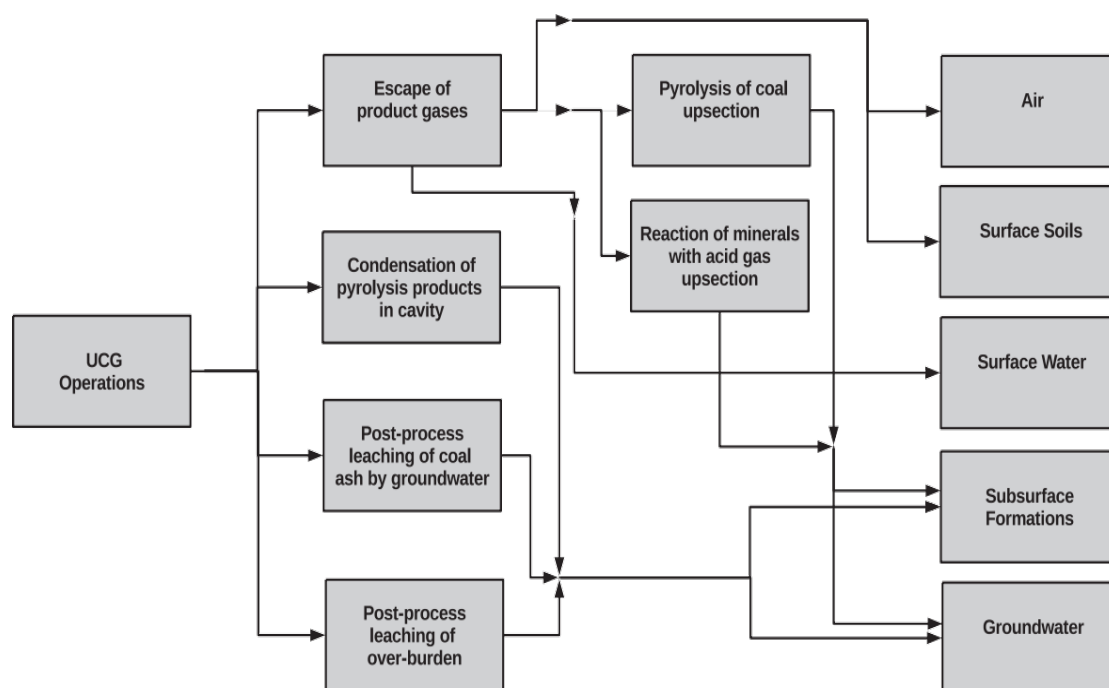 Escape of
product gases
Pyrolysis of coal
upsection
Air
Reaction of minerals
with acid gas
upsection
Surface Soils
Condensation of
pyrolysis products
in cavity
UCG
Operations
Surface Water
Post-process
leaching of coal
ash by groundwater
Subsurface
Formations
Post-process
leaching of
over-burden
Groundwater